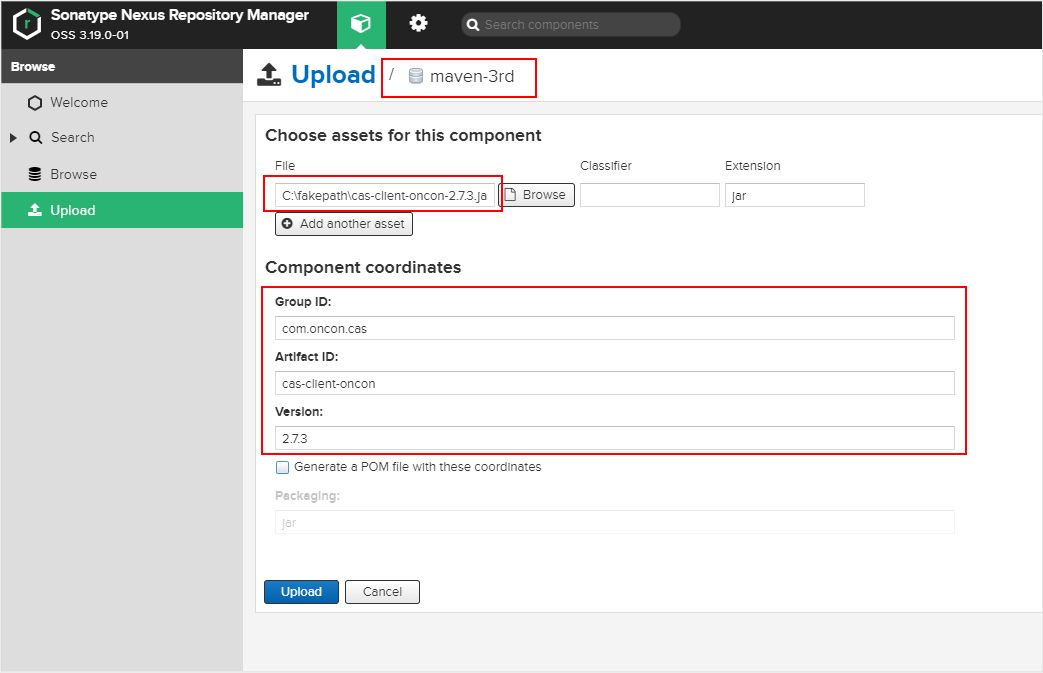 Sonatype Nexus Repository Manager
OSS 3.19.0-01
Search components
Browse
Welcome
Search
Browse
Upload
Upload / maven-3rd
Choose assets for this component
File Classifier Extension
C:\fakepath\cas-client-oncon-2.7.3.ja Browse jar
Add another asset
Component coordinates
Group ID:
com.oncon.cas
Artifact ID:
cas-client-oncon
Version:
2.7.3
Generate a POM file with these coordinates
Packaging:
jar
Upload Cancel